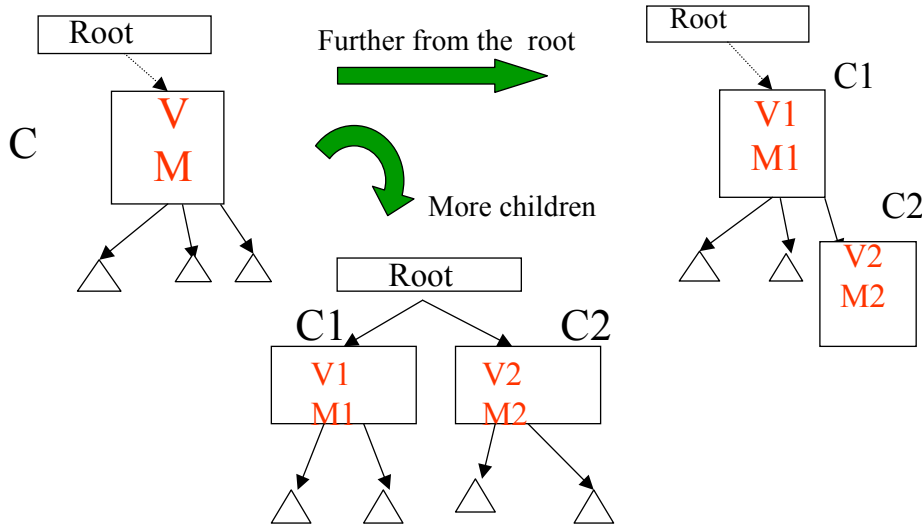 Root
V
M
C
Further from the  root
More children
Root
C1
V1
M1
C2
V2
M2
Root
C1
V1
M1
C2
V2
M2